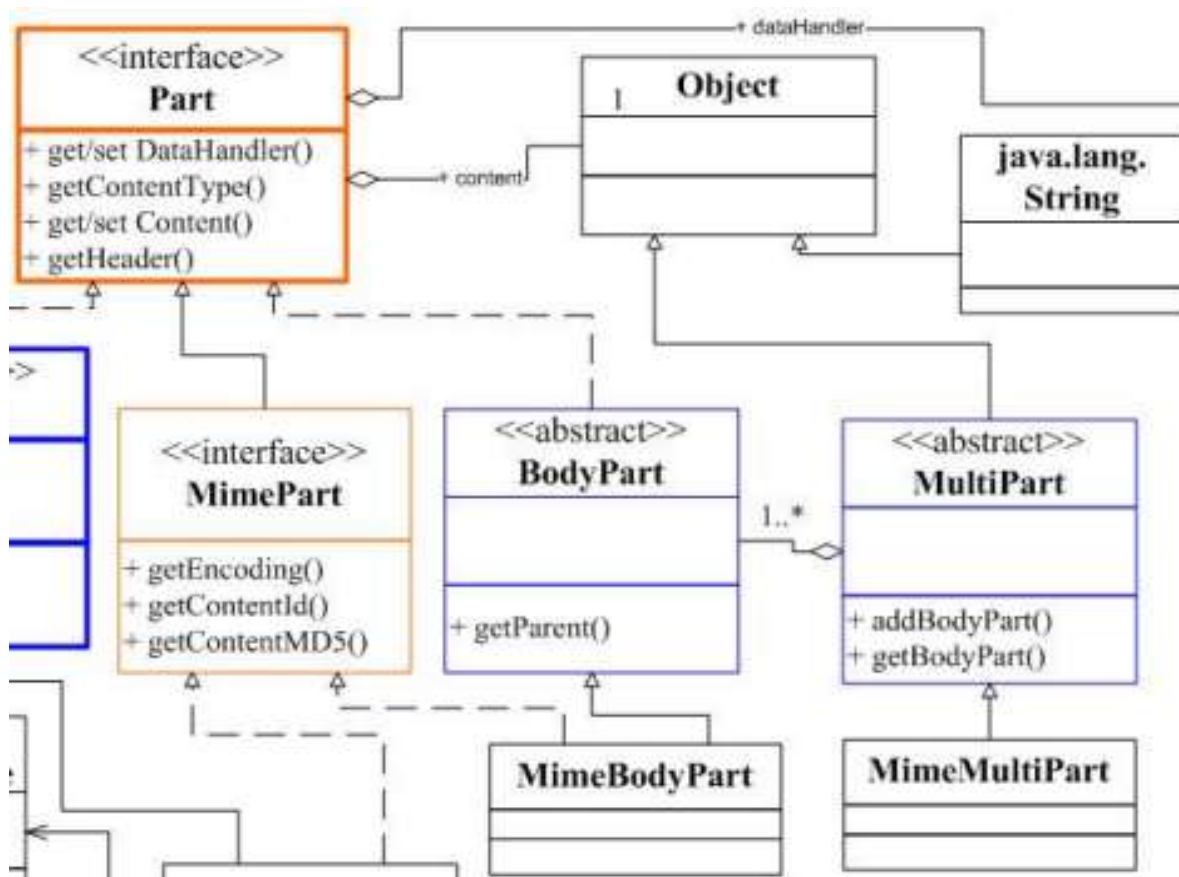 + dataHandler
<<interface>>
Part
+ get/set DataHandler()
+ getContentType()
+ get/set Content()
+ getHeader()
+ content
1
Object
java.lang.
String
>>
<<interface>>
MimePart
+ getEncoding()
+ getContentId()
+ getContentMD5()
<<abstract>>
BodyPart
+ getParent()
1..*
<<abstract>>
MultiPart
+ addBodyPart()
+ getBodyPart()
MimeBodyPart
MimeMultiPart